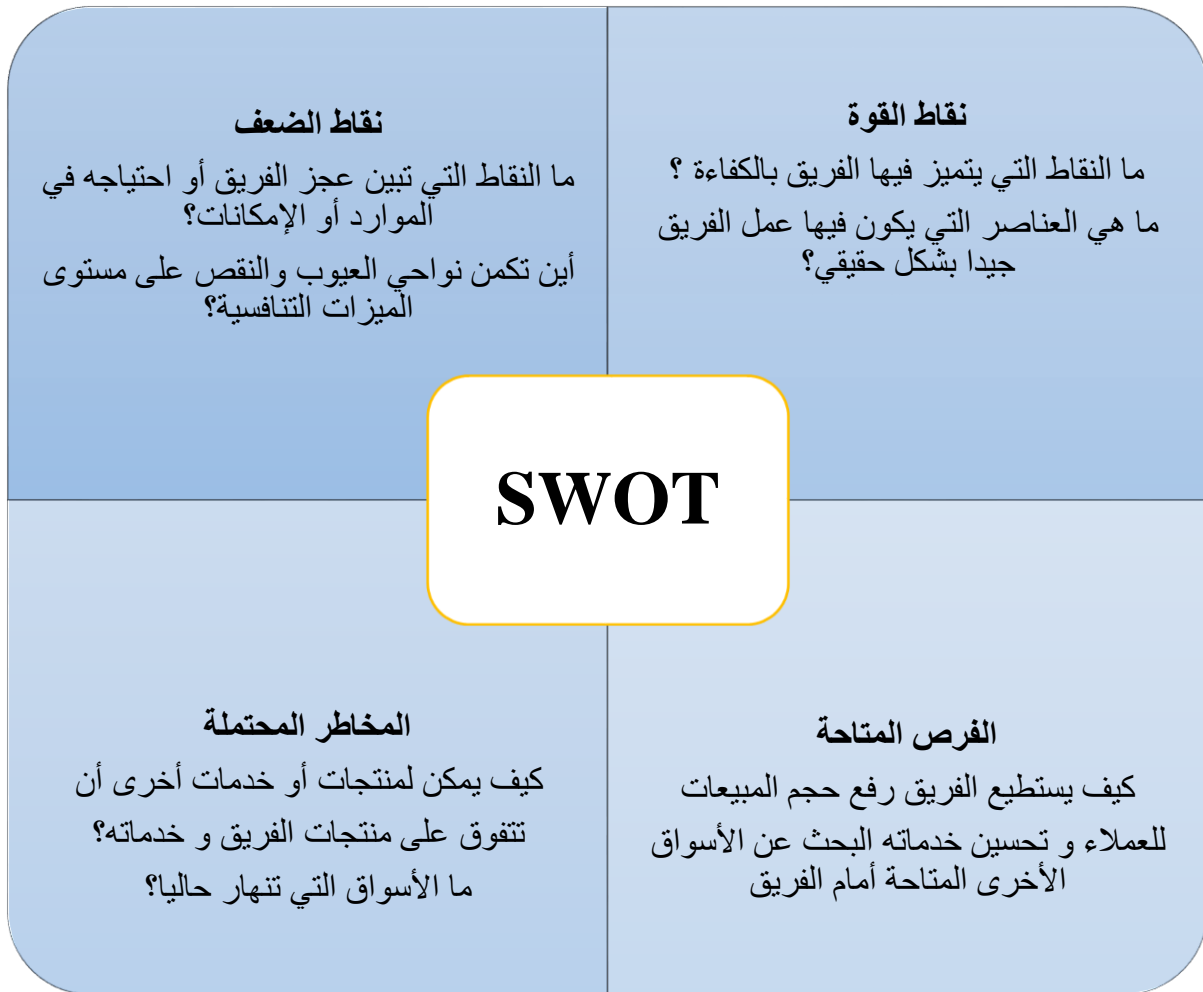 نقاط القوة
ما النقاط التي يتميز فيها الفريق بالكفاءة ؟
ما هي العناصر التي يكون فيها عمل الفريق
جيدا بشكل حقيقي؟
نقاط الضعف
ما النقاط التي تبين عجز الفريق أو احتياجه في
الموارد أو الإمكانات؟
أين تكمن نواحي العيوب والنقص على مستوى
الميزات التنافسية؟
SWOT
الفرص المتاحة
كيف يستطيع الفريق رفع حجم المبيعات
للعملاء و تحسين خدماته البحث عن الأسواق
الأخرى المتاحة أمام الفريق
المخاطر المحتملة
كيف يمكن لمنتجات أو خدمات أخرى أن
تتفوق على منتجات الفريق و خدماته؟
ما الأسواق التي تنهار حاليا؟